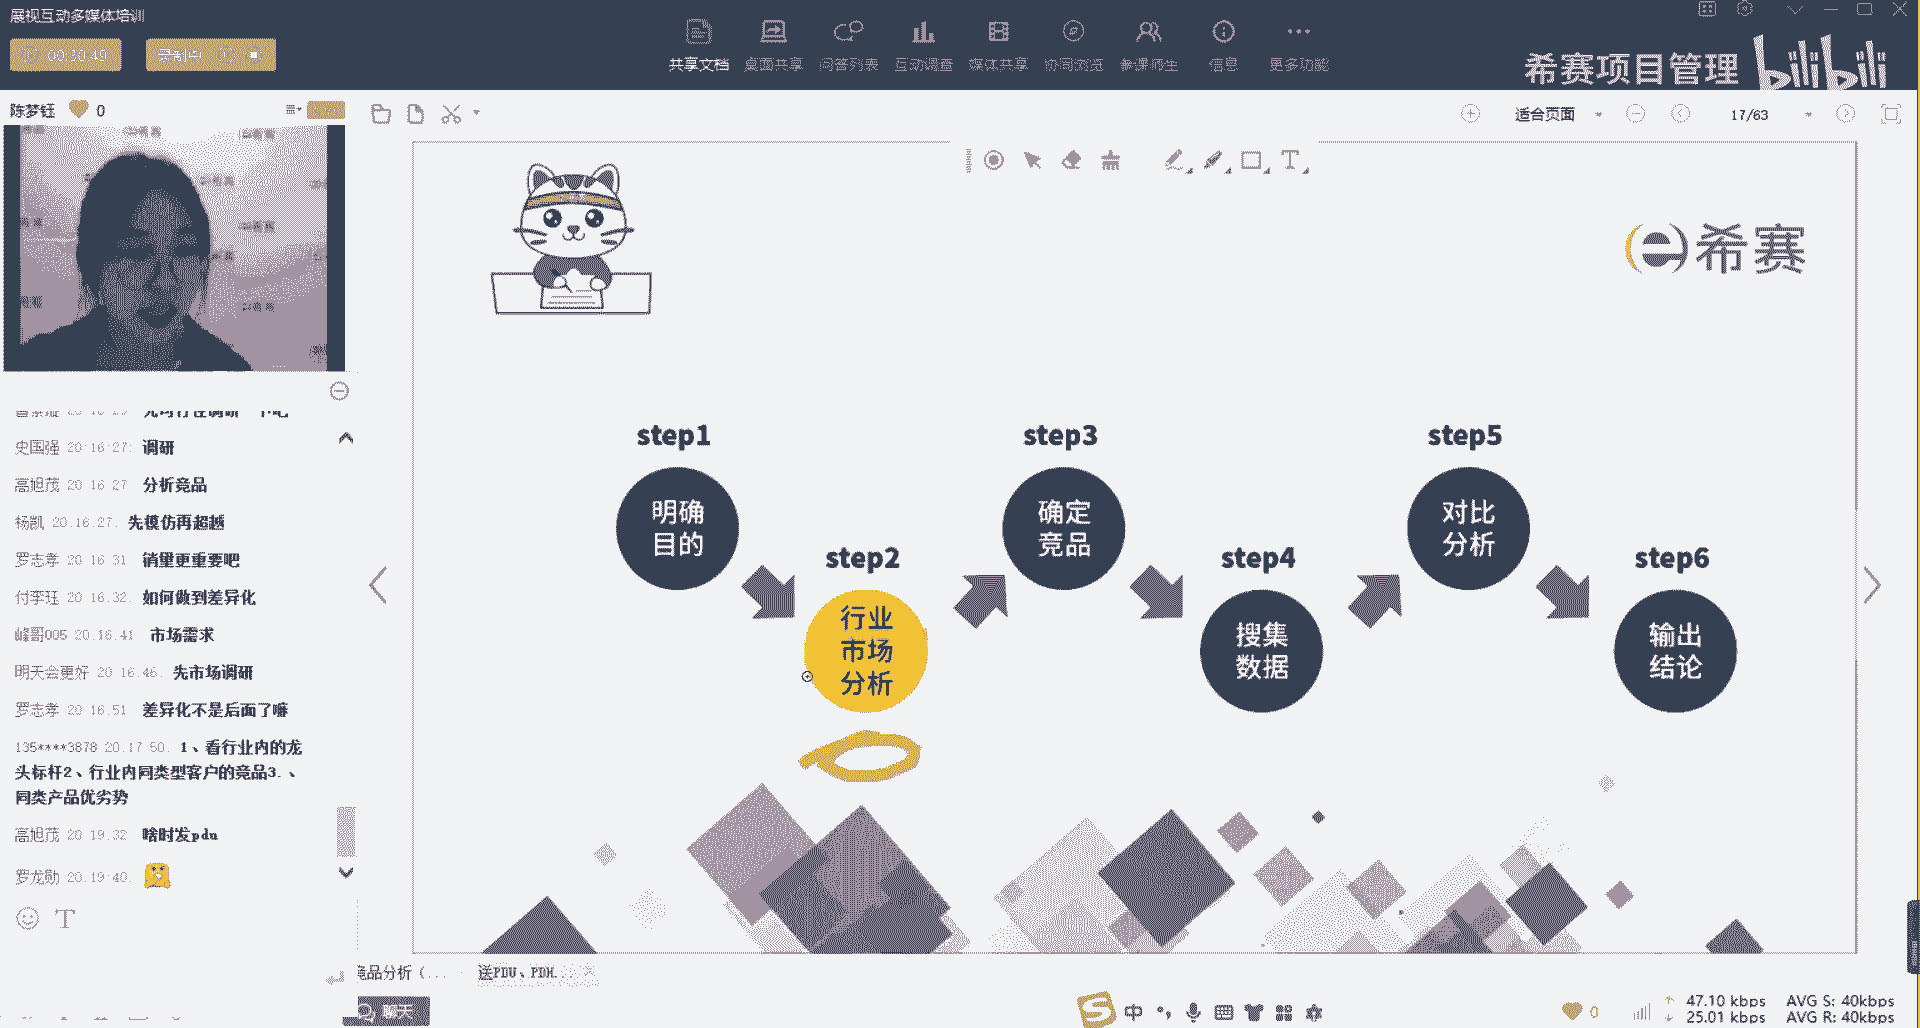 展视互动多媒体培训
00:20:49
共享文档 桌面共享 问答列表 互动调查 媒体共享 协同浏览 参课师生 信息 更多功能
希赛项目管理 bilibili
陈梦钰 0
适合页面 17/63
希赛
史国强 20:16:27: 调研
高旭茂 20:16:27 分析竞品
杨凯 20:16:27: 先模仿再超越
罗志孝 20:16:31 销量更重要吧
付李珏 20:16:32: 如何做到差异化
峰哥005 20:16:41 市场需求
明天会更好 20:16:46: 先市场调研
罗志孝 20:16:51 差异化不是后面了嘛
135****3878 20:17:50: 1、看行业内的龙
头标杆2、行业内同类型客户的竞品3.、
同类产品优劣势
高旭茂 20:19:32 啥时发pdu
罗龙勋 20:19:40:
step1
明确
目的
step2
行业
市场
分析
step3
确定
竞品
step4
搜集
数据
step5
对比
分析
step6
输出
结论
竞品分析（... 送PDU、PDH...
聊天
中
0
47.10 kbps AVG S: 40kbps
25.01 kbps AVG R: 40kbps